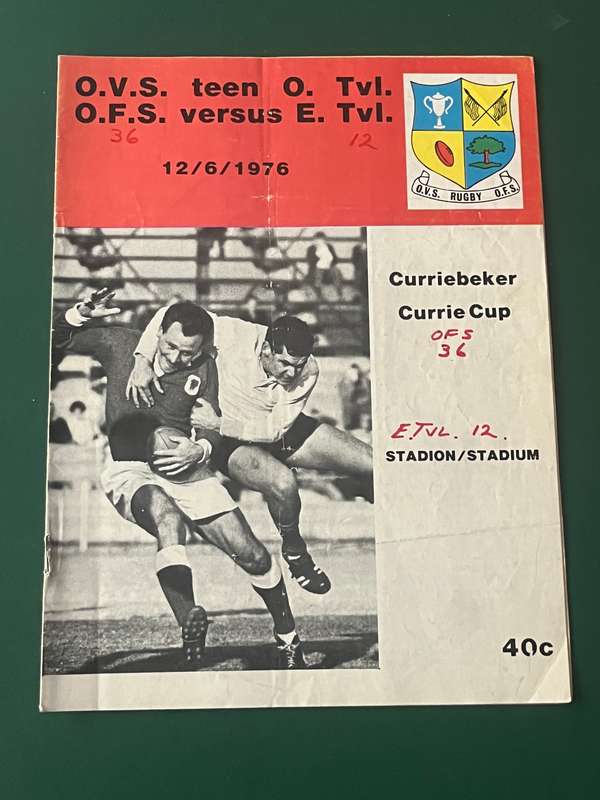 O.V.S. teen O. Tvl.
O.F.S. versus E. Tvl.
36 12
12/6/1976
O.V.S. RUGBY O.F.S.
Curriebeker
Currie Cup
OFS
36
E.TVL. 12.
STADION/STADIUM
40c